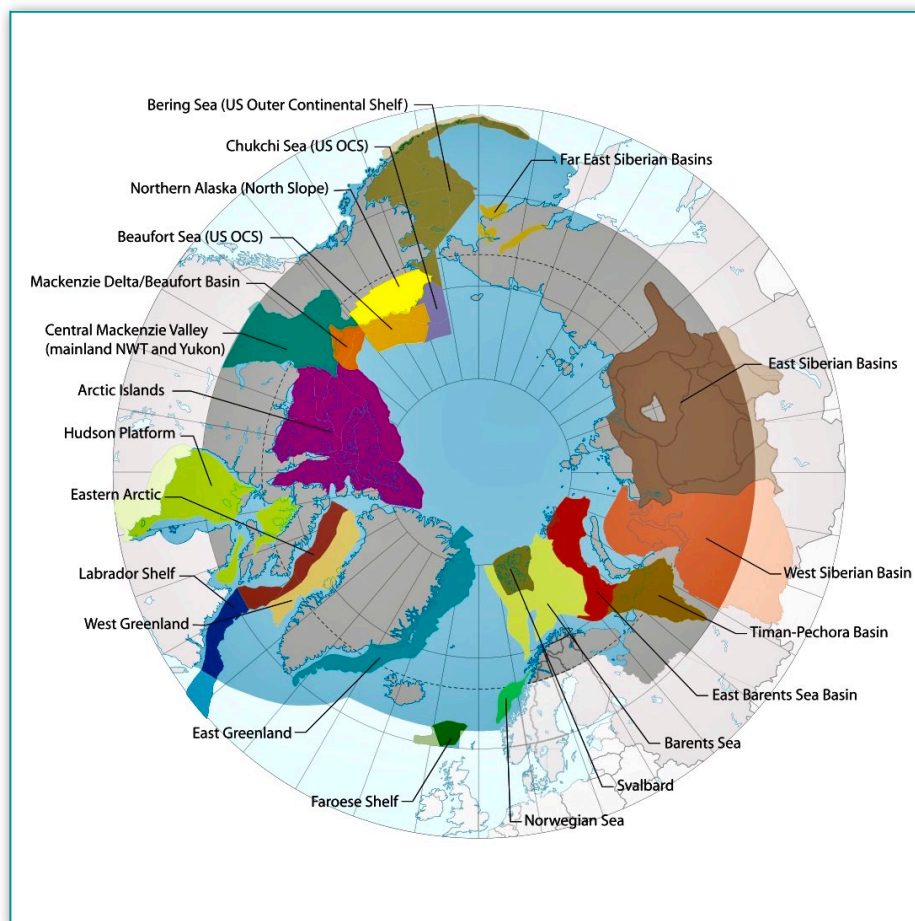 Bering Sea (US Outer Continental Shelf)
Chukchi Sea (US OCS)
Far East Siberian Basins
Northern Alaska (North Slope)
Beaufort Sea (US OCS)
Mackenzie Delta/Beaufort Basin
Central Mackenzie Valley
(mainland NWT and Yukon)
East Siberian Basins
Arctic Islands
Hudson Platform
Eastern Arctic
Labrador Shelf
West Siberian Basin
West Greenland
Timan-Pechora Basin
East Barents Sea Basin
East Greenland
Barents Sea
Svalbard
Faroese Shelf
Norwegian Sea